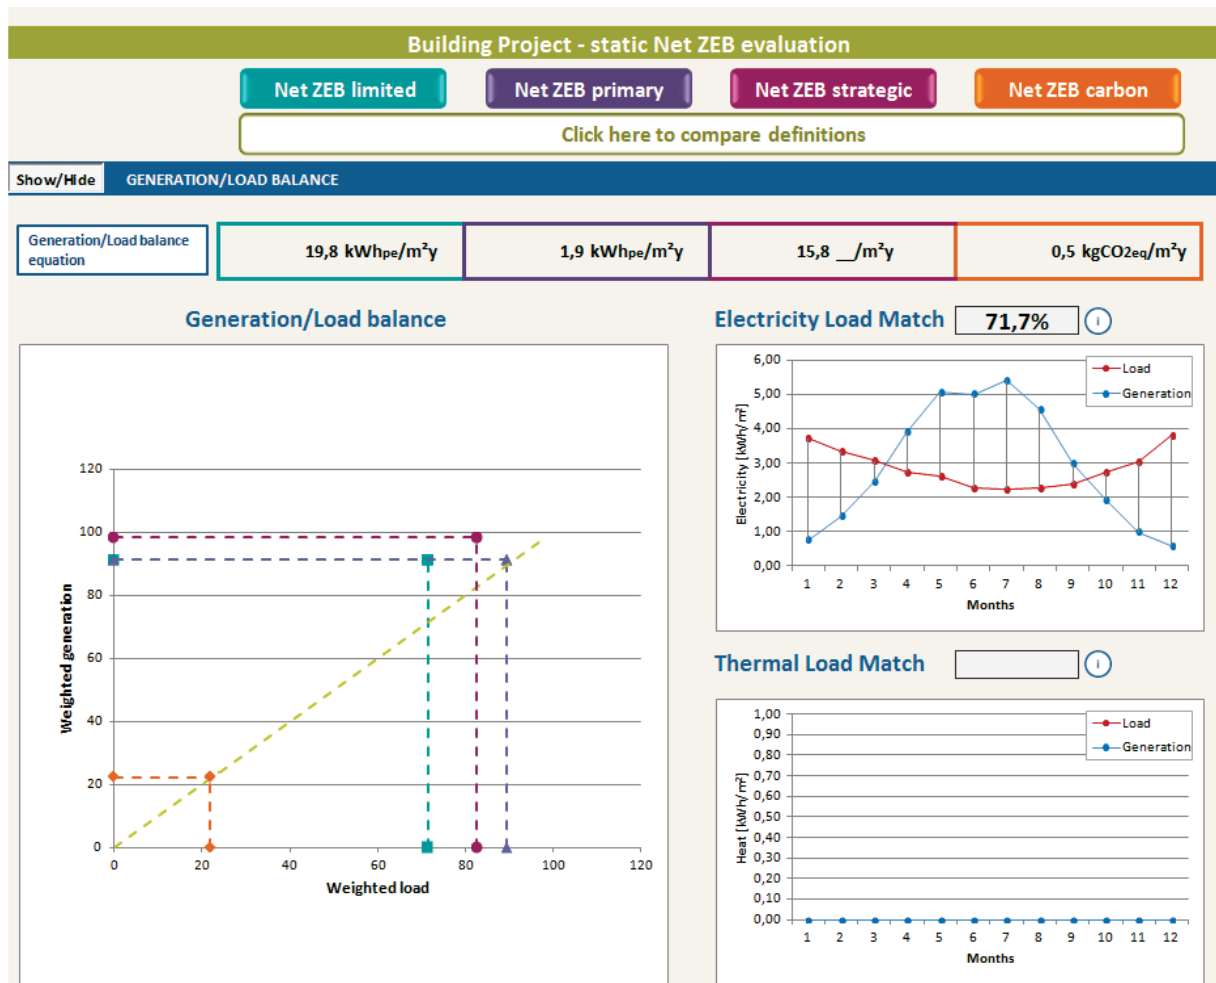 Building Project - static Net ZEB evaluation
Net ZEB limited
Net ZEB primary
Net ZEB strategic
Net ZEB carbon
Click here to compare definitions
Show/Hide
GENERATION/LOAD BALANCE
Generation/Load balance
equation
19,8 kWhpe/m²y
1,9 kWhpe/m²y
15,8 __/m²y
0,5 kgCO2eq/m²y
Generation/Load balance
120
100
80
60
40
20
0
0 20 40 60 80 100 120
Weighted generation
Weighted load
Electricity Load Match
71,7%
i
6,00
5,00
4,00
3,00
2,00
1,00
0,00
Electricity [kWh/m²]
Load
Generation
1 2 3 4 5 6 7 8 9 10 11 12
Months
Thermal Load Match
i
1,00
0,90
0,80
0,70
0,60
0,50
0,40
0,30
0,20
0,10
0,00
Heat [kWh/m²]
Load
Generation
1 2 3 4 5 6 7 8 9 10 11 12
Months